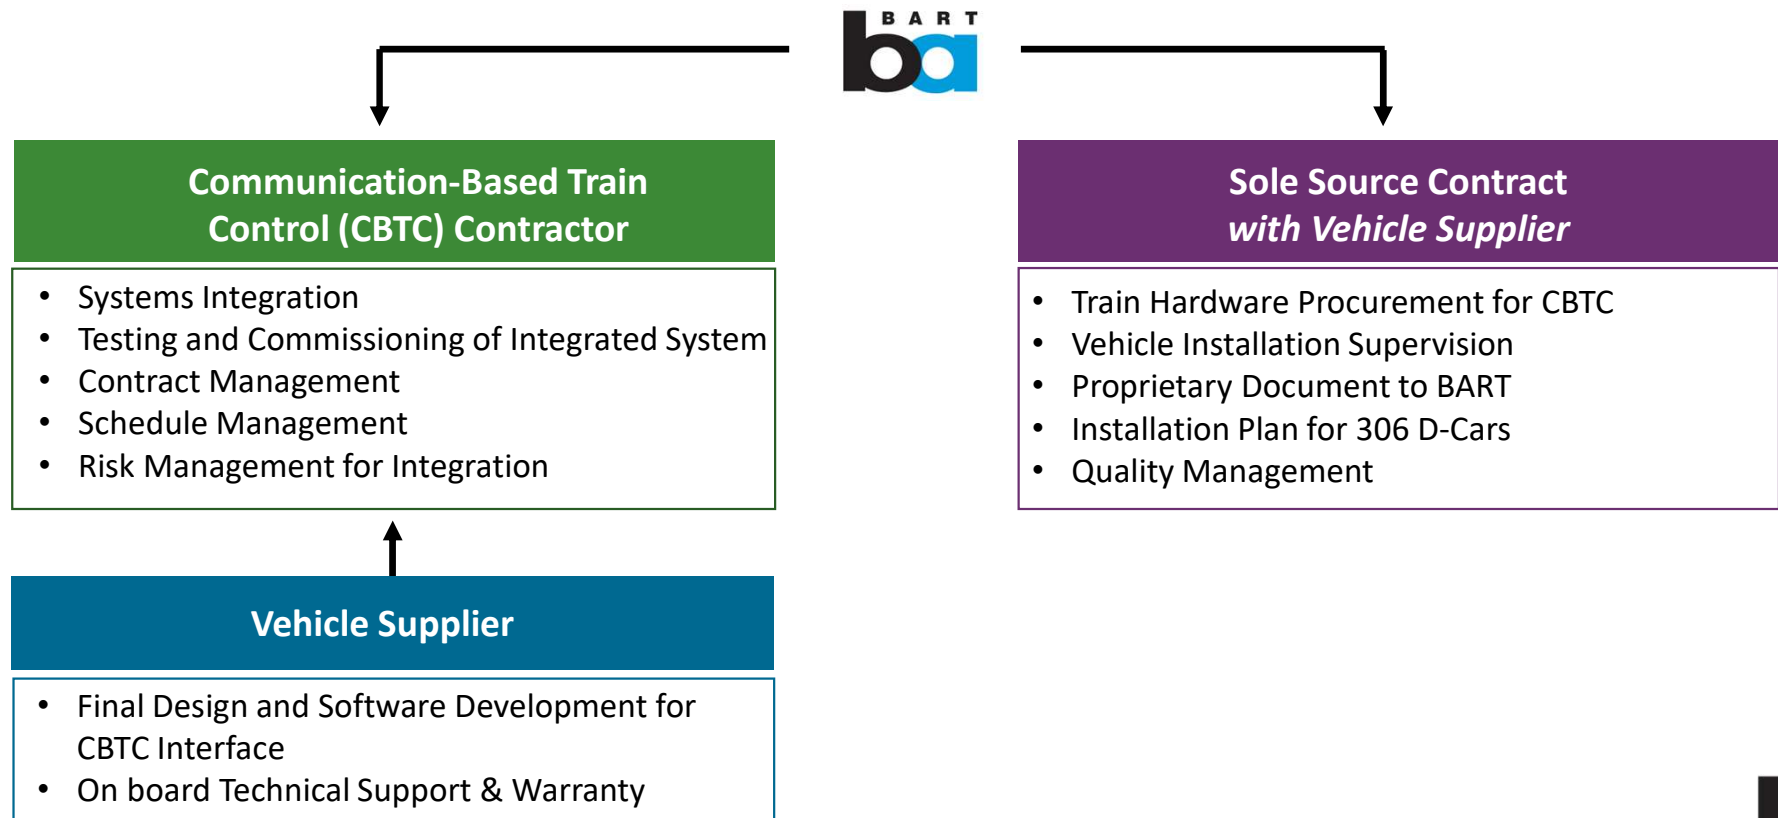 BART
ba
Communication-Based Train
Control (CBTC) Contractor
• Systems Integration
• Testing and Commissioning of Integrated System
• Contract Management
• Schedule Management
• Risk Management for Integration
Vehicle Supplier
• Final Design and Software Development for
CBTC Interface
• On board Technical Support & Warranty
Sole Source Contract
with Vehicle Supplier
• Train Hardware Procurement for CBTC
• Vehicle Installation Supervision
• Proprietary Document to BART
• Installation Plan for 306 D-Cars
• Quality Management